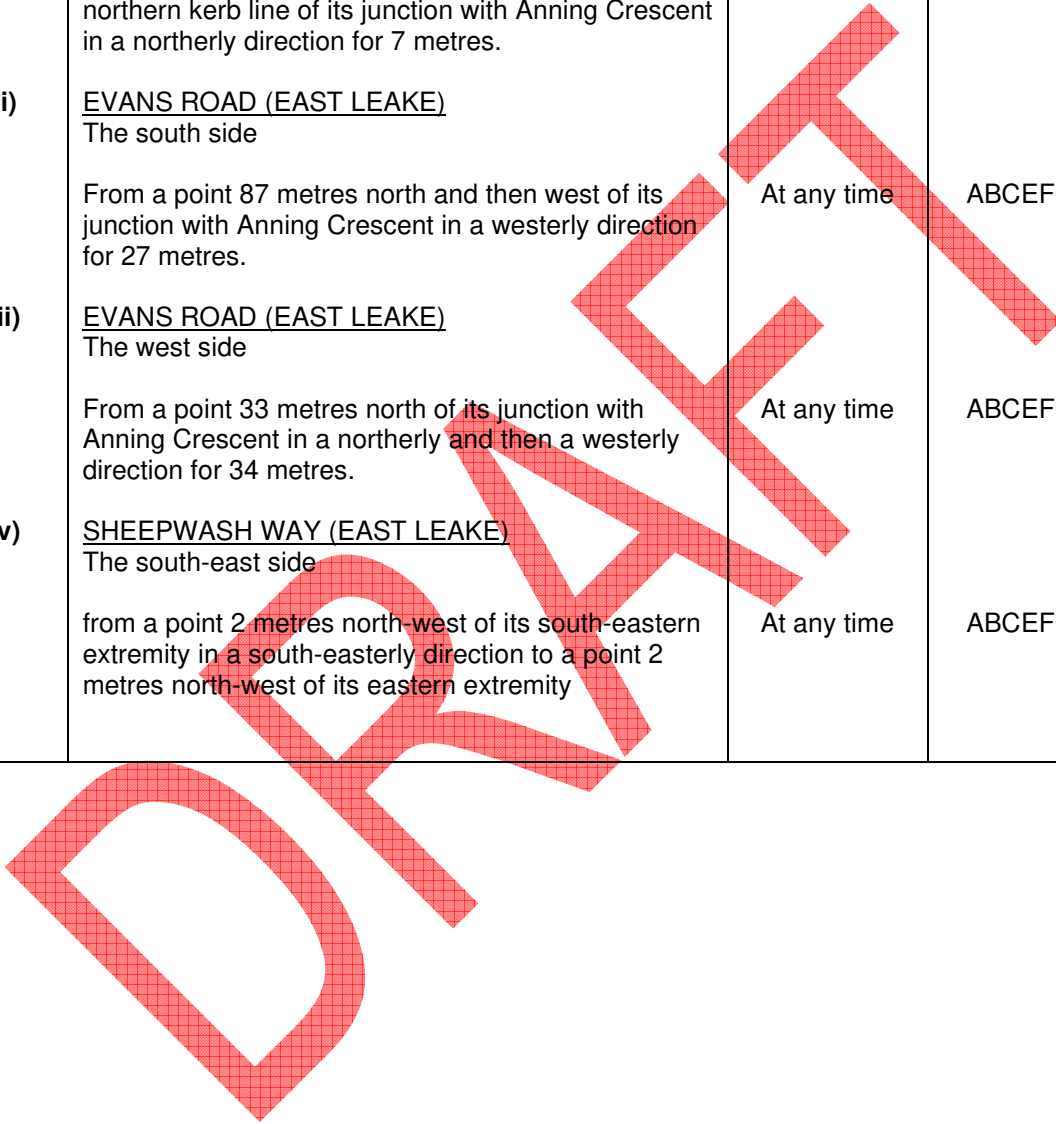 northern kerb line of its junction with Anning Crescent
in a northerly direction for 7 metres.
i) EVANS ROAD (EAST LEAKE)
The south side
From a point 87 metres north and then west of its At any time ABCEF
junction with Anning Crescent in a westerly direction
for 27 metres.
ii) EVANS ROAD (EAST LEAKE)
The west side
From a point 33 metres north of its junction with At any time ABCEF
Anning Crescent in a northerly and then a westerly
direction for 34 metres.
v) SHEEPWASH WAY (EAST LEAKE)
The south-east side
from a point 2 metres north-west of its south-eastern At any time ABCEF
extremity in a south-easterly direction to a point 2
metres north-west of its eastern extremity
DRAFT